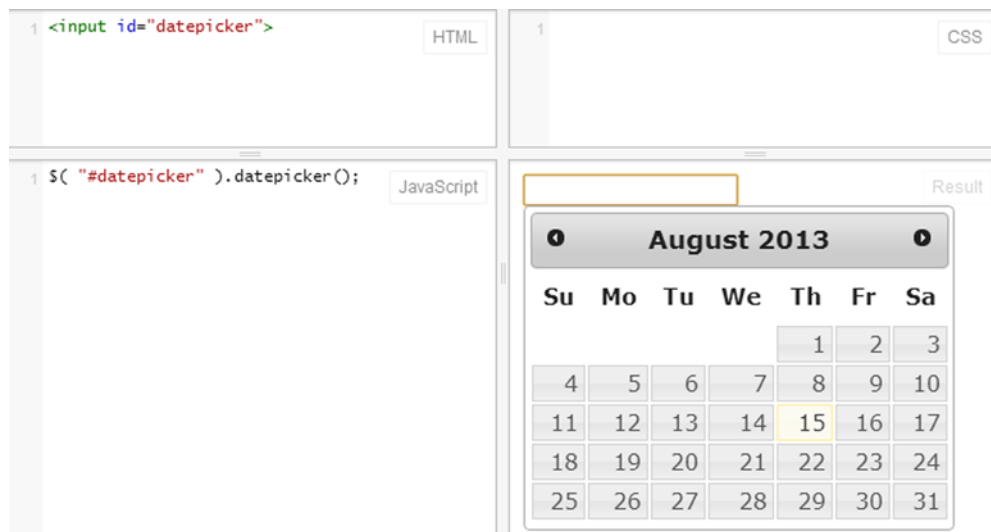 1 <input id="datepicker">
HTML
1
CSS
1 $( "#datepicker" ).datepicker();
JavaScript
Result
August 2013
Su Mo Tu We Th Fr Sa
1 2 3
4 5 6 7 8 9 10
11 12 13 14 15 16 17
18 19 20 21 22 23 24
25 26 27 28 29 30 31